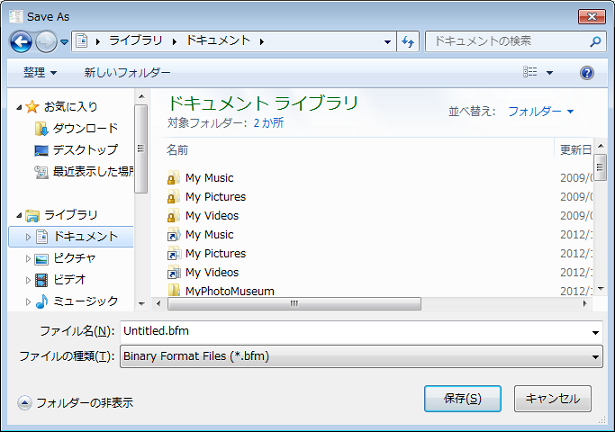 Save As
ライブラリ ドキュメント
ドキュメントの検索
整理 新しいフォルダー
お気に入り
ダウンロード
デスクトップ
最近表示した場所
ライブラリ
ドキュメント
ピクチャ
ビデオ
ミュージック
ドキュメント ライブラリ
対象フォルダー: 2 か所
並べ替え: フォルダー
名前 更新日
My Music 2009/0
My Pictures 2009/0
My Videos 2009/0
My Music 2012/1
My Pictures 2012/1
My Videos 2012/1
MyPhotoMuseum 2012/1
ファイル名(N): Untitled.bfm
ファイルの種類(T): Binary Format Files (*.bfm)
フォルダーの非表示
保存(S) キャンセル